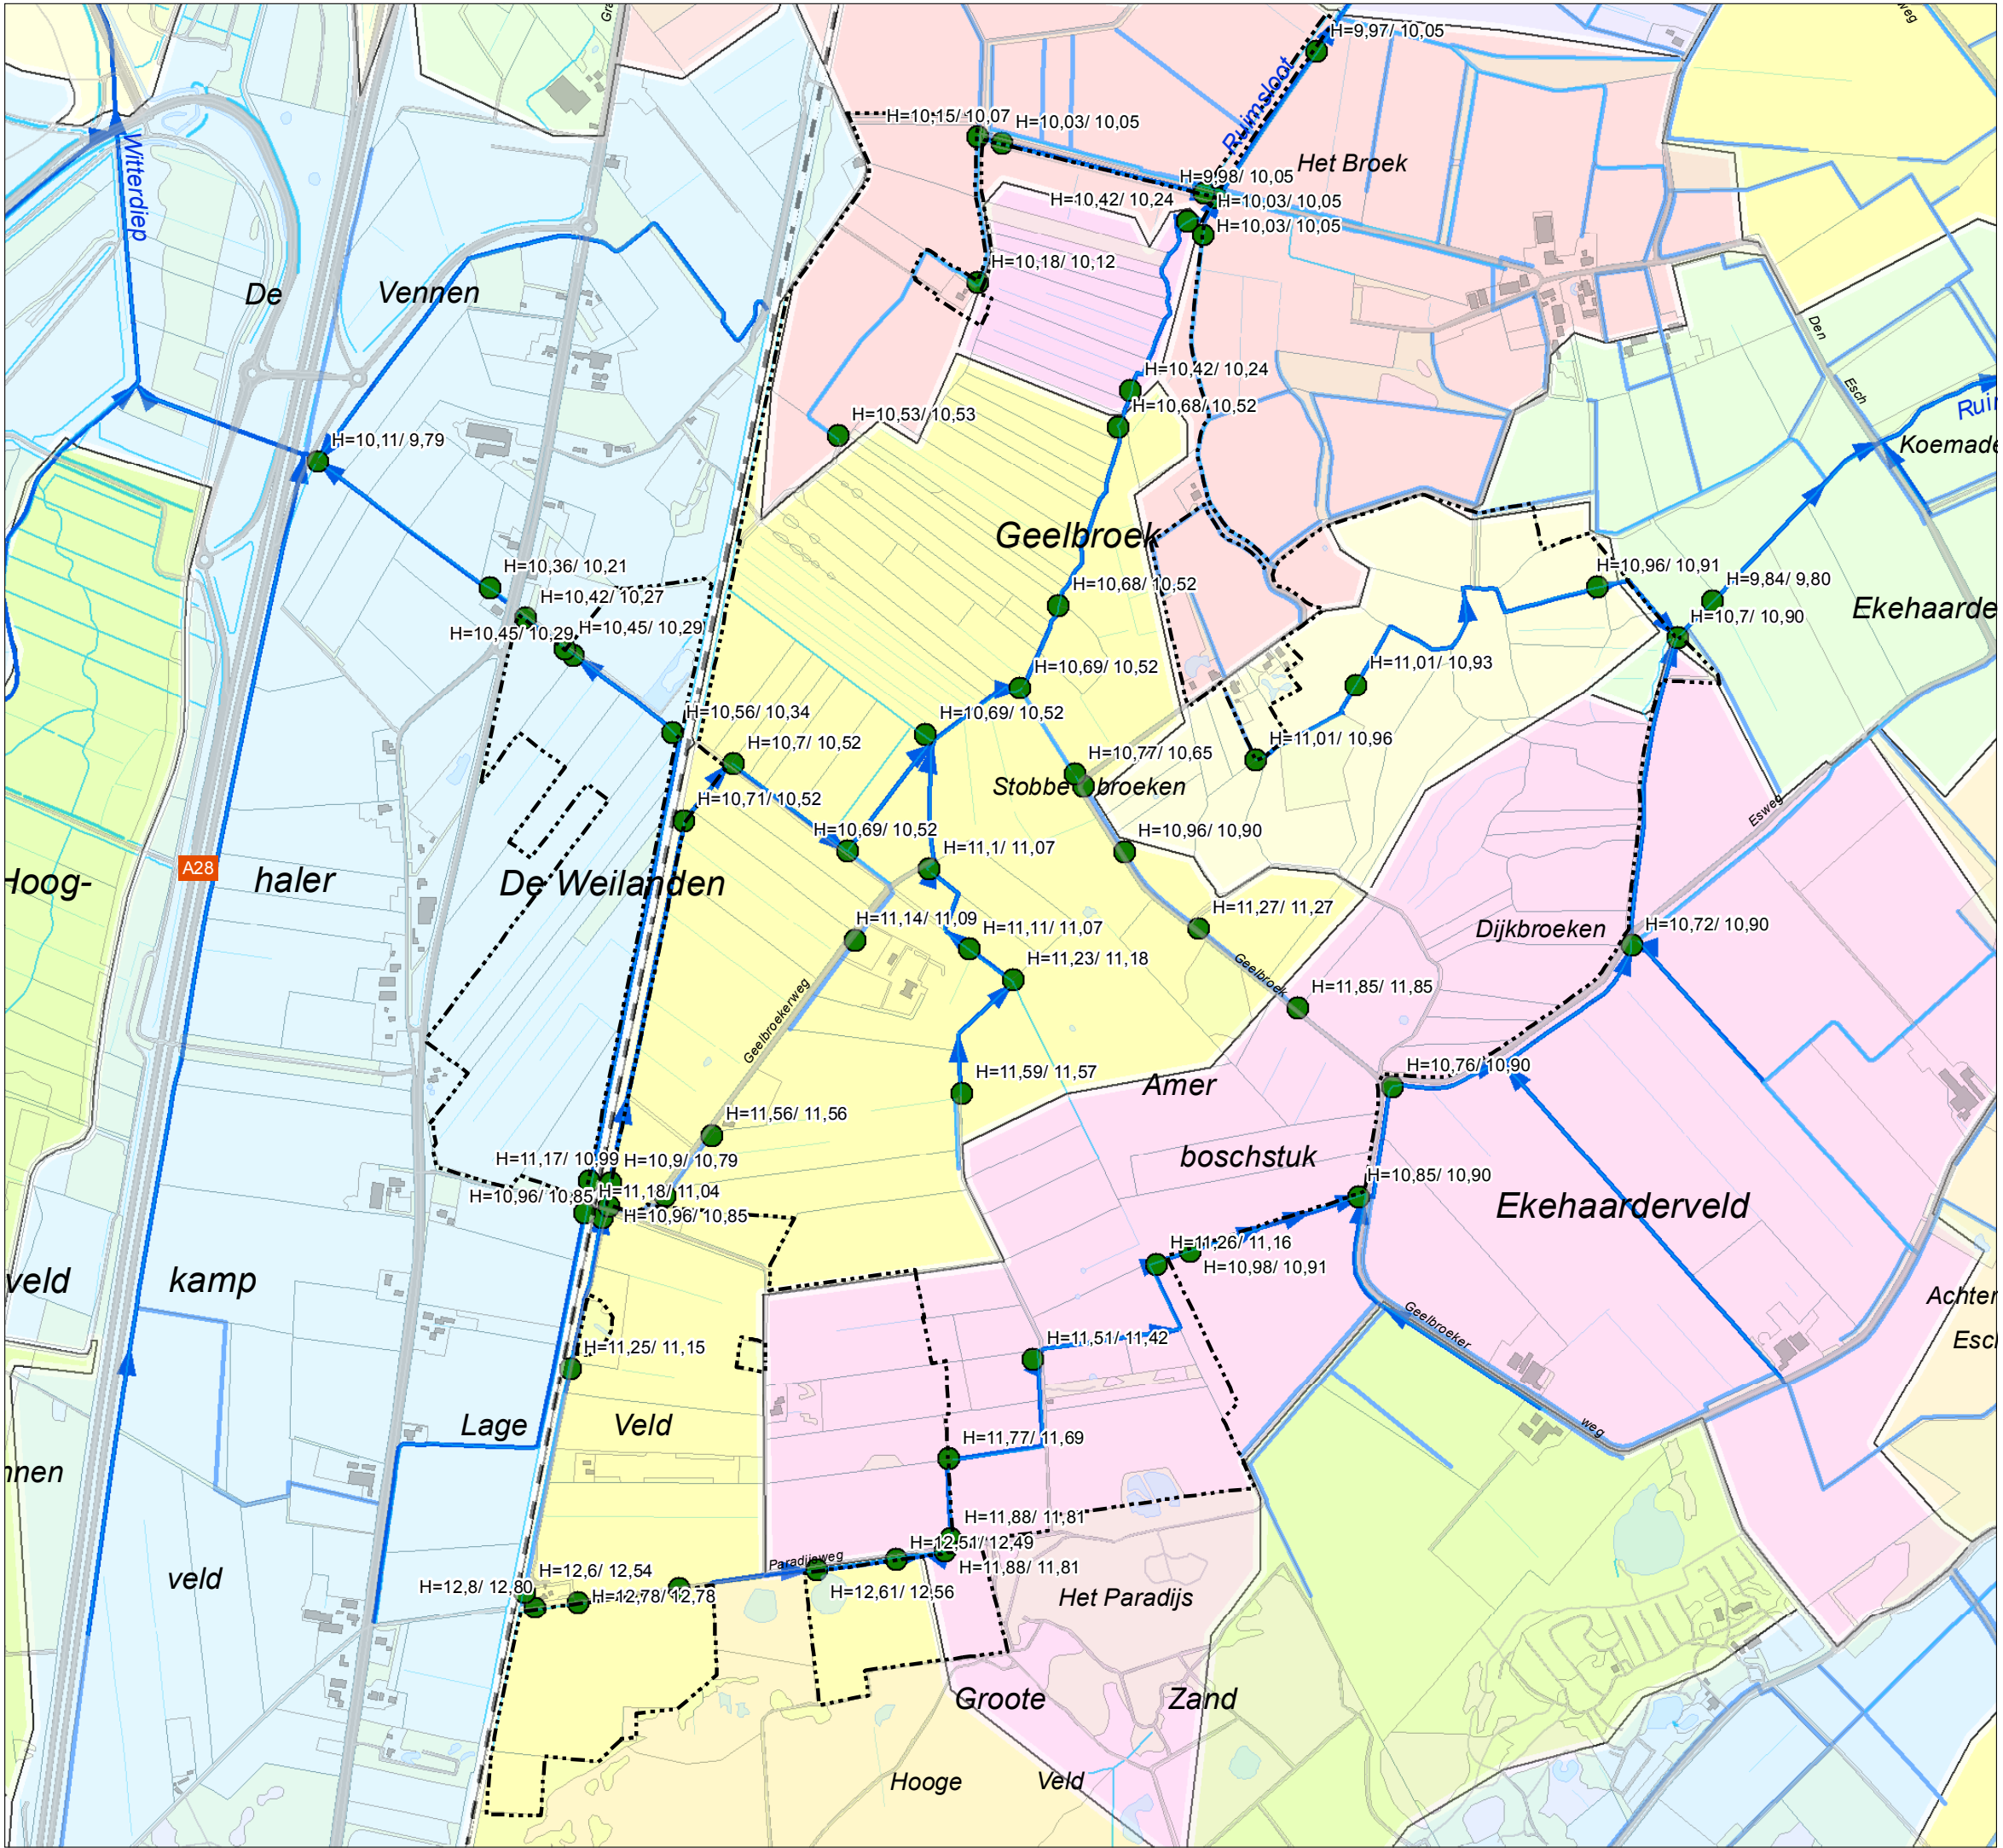 H=9,97/ 10,05
Ruimsloot
Witterdiep
H=10,15/ 10,07
H=10,03/ 10,05
Het Broek
H=9,98/ 10,05
H=10,42/ 10,24
H=10,03/ 10,05
H=10,03/ 10,05
H=10,18/ 10,12
De
Vennen
Den
Esch
H=10,42/ 10,24
H=10,68/ 10,52
H=10,53/ 10,53
H=10,11/ 9,79
Koemade
Geelbroek
H=10,36/ 10,21
H=10,96/ 10,91
H=9,84/ 9,80
H=10,42/ 10,27
H=10,68/ 10,52
H=10,7/ 10,90
Ekehaarde
H=10,45/ 10,29
H=10,45/ 10,29
H=11,01/ 10,93
H=10,69/ 10,52
H=10,56/ 10,34
H=10,69/ 10,52
H=11,01/ 10,96
H=10,7/ 10,52
H=10,77/ 10,65
Stobbe broeken
H=10,71/ 10,52
Esweg
H=10,69/ 10,52
H=10,96/ 10,90
H=11,1/ 11,07
A28
Hoog-
haler
De Weilanden
H=11,14/ 11,09
H=11,11/ 11,07
H=11,27/ 11,27
Dijkbroeken
H=10,72/ 10,90
H=11,23/ 11,18
Geelbroek
Geelbroekerweg
H=11,85/ 11,85
H=11,59/ 11,57
Amer
H=10,76/ 10,90
H=11,56/ 11,56
boschstuk
H=11,17/ 10,99
H=10,9/ 10,79
H=10,85/ 10,90
H=10,96/ 10,85
H=11,18/ 11,04
H=10,96/ 10,85
Ekehaarderveld
H=11,26/ 11,16
H=10,98/ 10,91
veld
kamp
Achter
Geelbroeker
weg
H=11,25/ 11,15
H=11,51/ 11,42
Lage
Veld
H=11,77/ 11,69
nnen
H=11,88/ 11,81
H=12,51/ 12,49
Paradijsweg
H=11,88/ 11,81
veld
H=12,6/ 12,54
H=12,8/ 12,80
H=12,78/ 12,78
H=12,61/ 12,56
Het Paradijs
Groote
Zand
Hooge
Veld